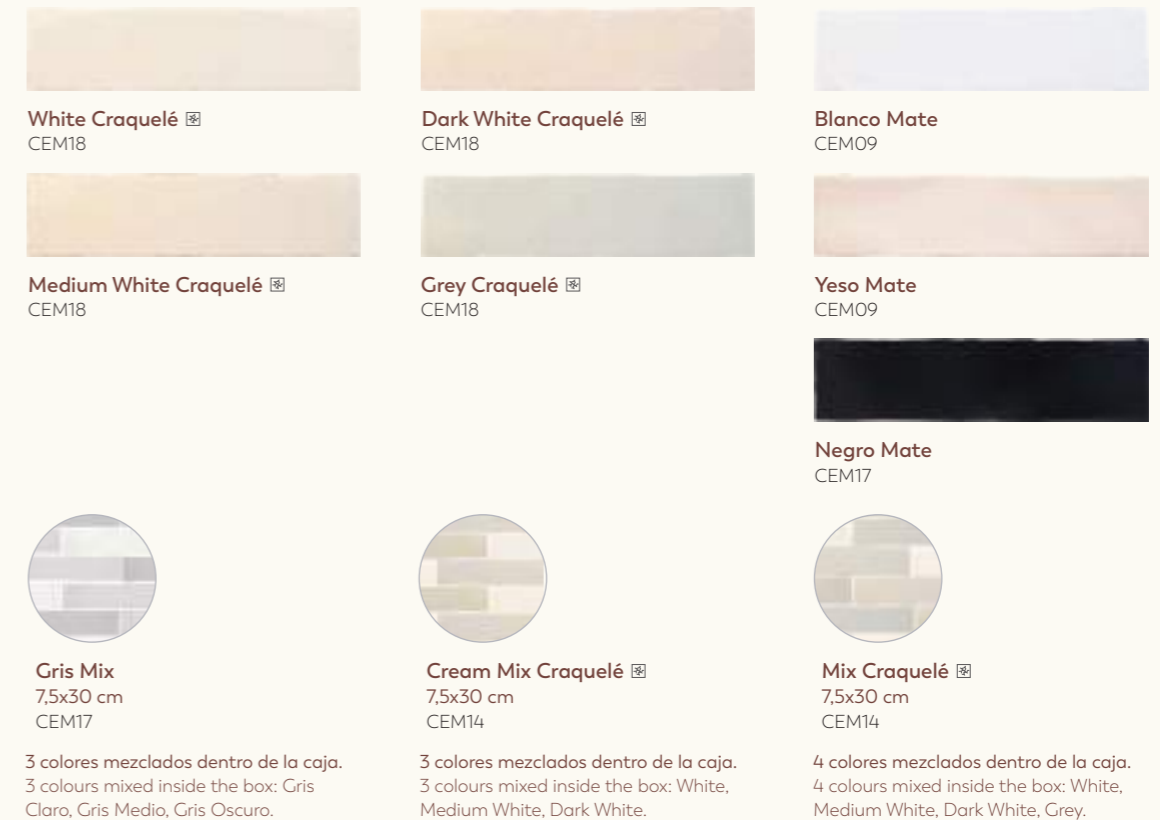 White Craquelé
CEM18
Dark White Craquelé
CEM18
Blanco Mate
CEM09
Medium White Craquelé
CEM18
Grey Craquelé
CEM18
Yeso Mate
CEM09
Negro Mate
CEM17
Gris Mix
7,5x30 cm
CEM17
3 colores mezclados dentro de la caja.
3 colours mixed inside the box: Gris
Claro, Gris Medio, Gris Oscuro.
Cream Mix Craquelé
7,5x30 cm
CEM14
3 colores mezclados dentro de la caja.
3 colours mixed inside the box: White,
Medium White, Dark White.
Mix Craquelé
7,5x30 cm
CEM14
4 colores mezclados dentro de la caja.
4 colours mixed inside the box: White,
Medium White, Dark White, Grey.